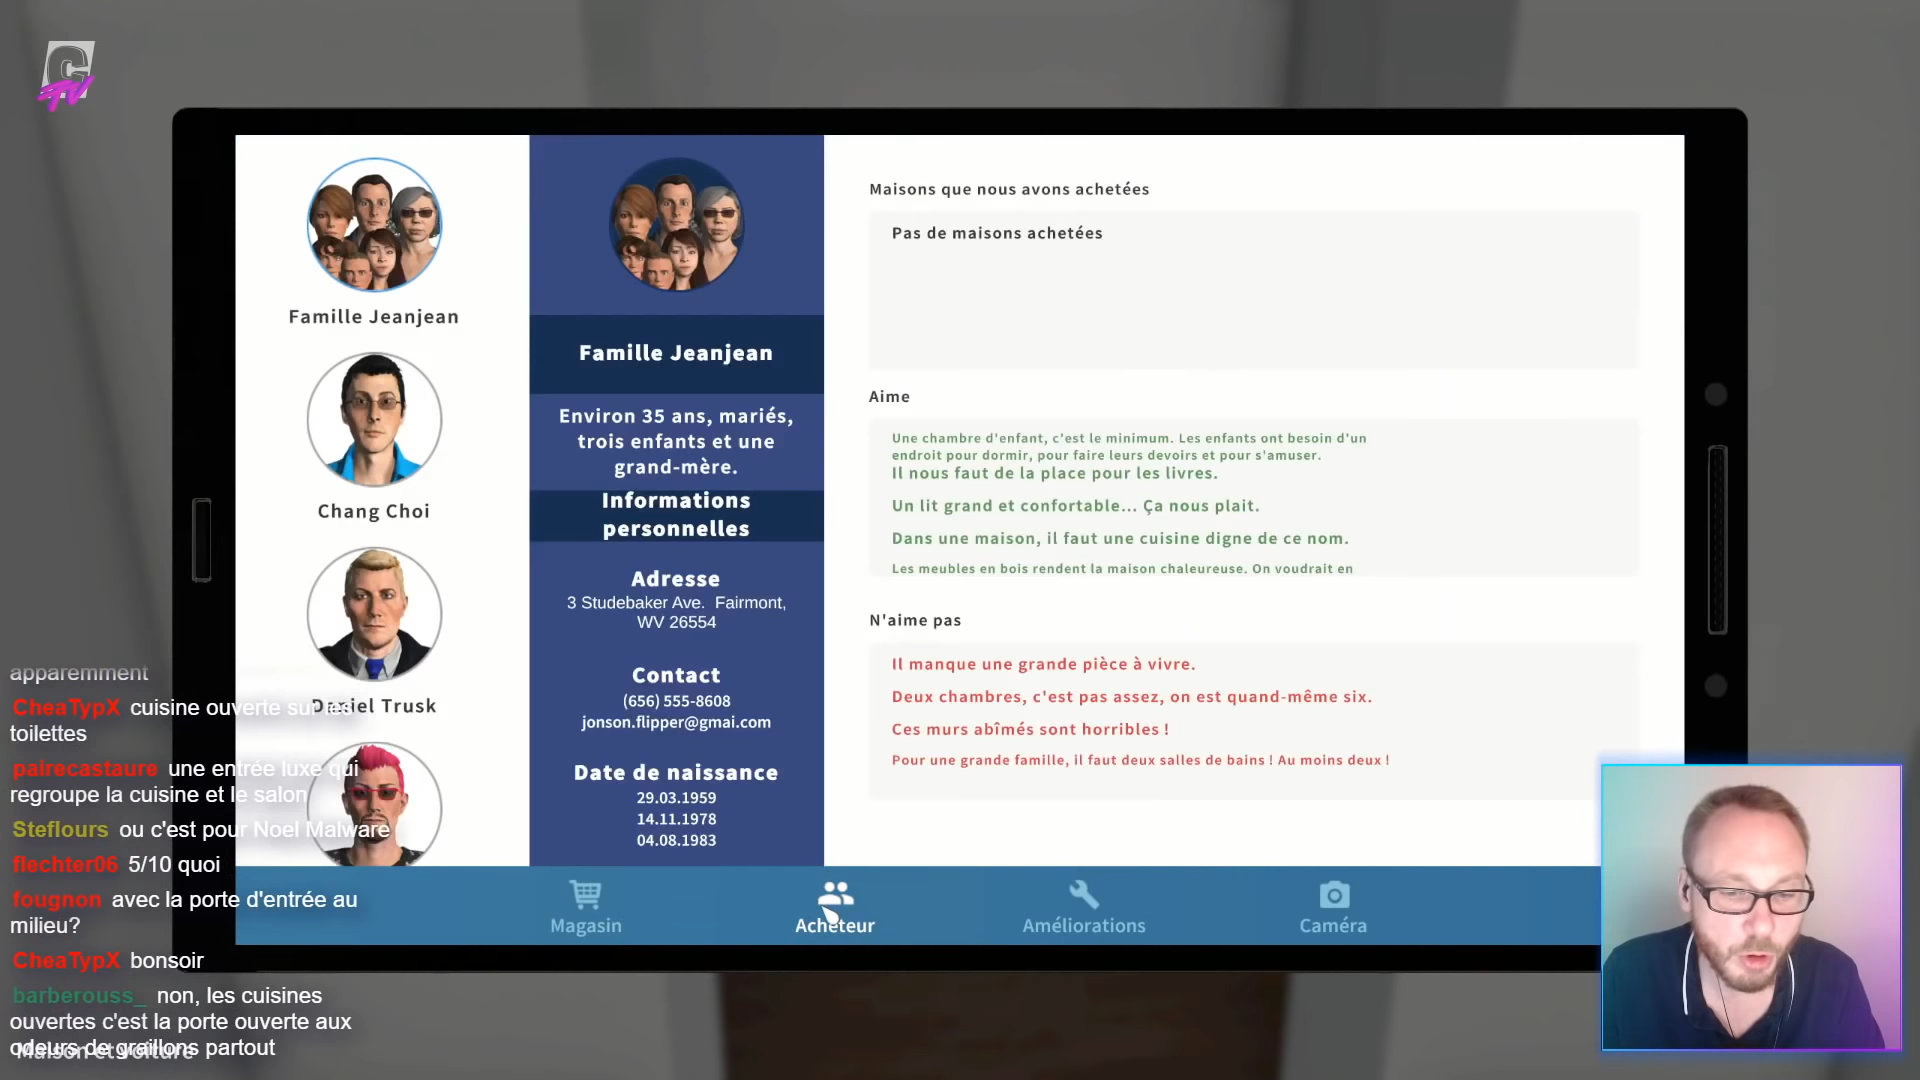 C
TV
Famille Jeanjean
Chang Choi
Daniel Trusk
Famille Jeanjean
Environ 35 ans, mariés,
trois enfants et une
grand-mère.
Informations
personnelles
Adresse
3 Studebaker Ave.  Fairmont,
WV 26554
Contact
(656) 555-8608
jonson.flipper@gmai.com
Date de naissance
29.03.1959
14.11.1978
04.08.1983
Maisons que nous avons achetées
Pas de maisons achetées
Aime
Une chambre d'enfant, c'est le minimum. Les enfants ont besoin d'un
endroit pour dormir, pour faire leurs devoirs et pour s'amuser.
Il nous faut de la place pour les livres.
Un lit grand et confortable... Ça nous plait.
Dans une maison, il faut une cuisine digne de ce nom.
Les meubles en bois rendent la maison chaleureuse. On voudrait en
N'aime pas
Il manque une grande pièce à vivre.
Deux chambres, c'est pas assez, on est quand-même six.
Ces murs abîmés sont horribles !
Pour une grande famille, il faut deux salles de bains ! Au moins deux !
Magasin
Acheteur
Améliorations
Caméra
apparemment
CheaTypX cuisine ouverte sur les
toilettes
pairecastaure une entrée luxe qui
regroupe la cuisine et le salon
Steflours ou c'est pour Noel Malware
flechter06 5/10 quoi
fougnon avec la porte d'entrée au
milieu?
CheaTypX bonsoir
barberouss_ non, les cuisines
ouvertes c'est la porte ouverte aux
odeurs de graillons partout
Maison et voiture